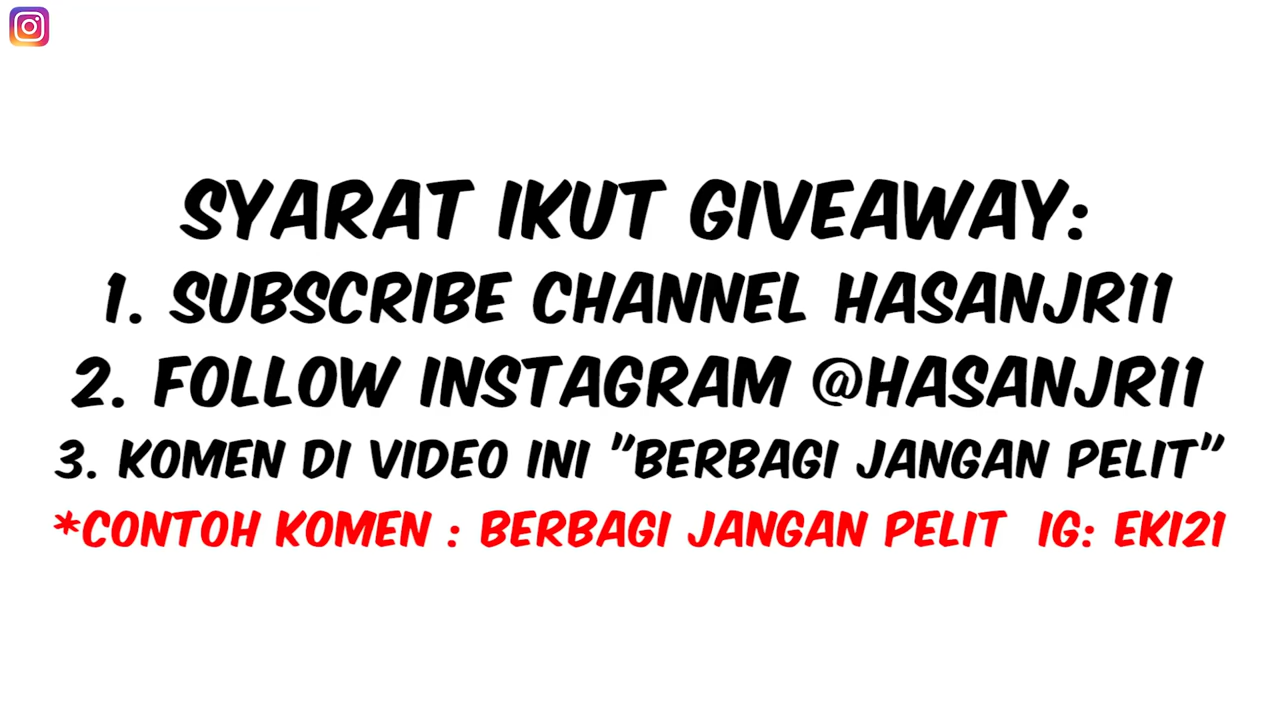 SYARAT IKUT GIVEAWAY:
1. SUBSCRIBE CHANNEL HASANJR11
2. FOLLOW INSTAGRAM @HASANJR11
3. KOMEN DI VIDEO INI "BERBAGI JANGAN PELIT"
*CONTOH KOMEN : BERBAGI JANGAN PELIT IG: EKI21